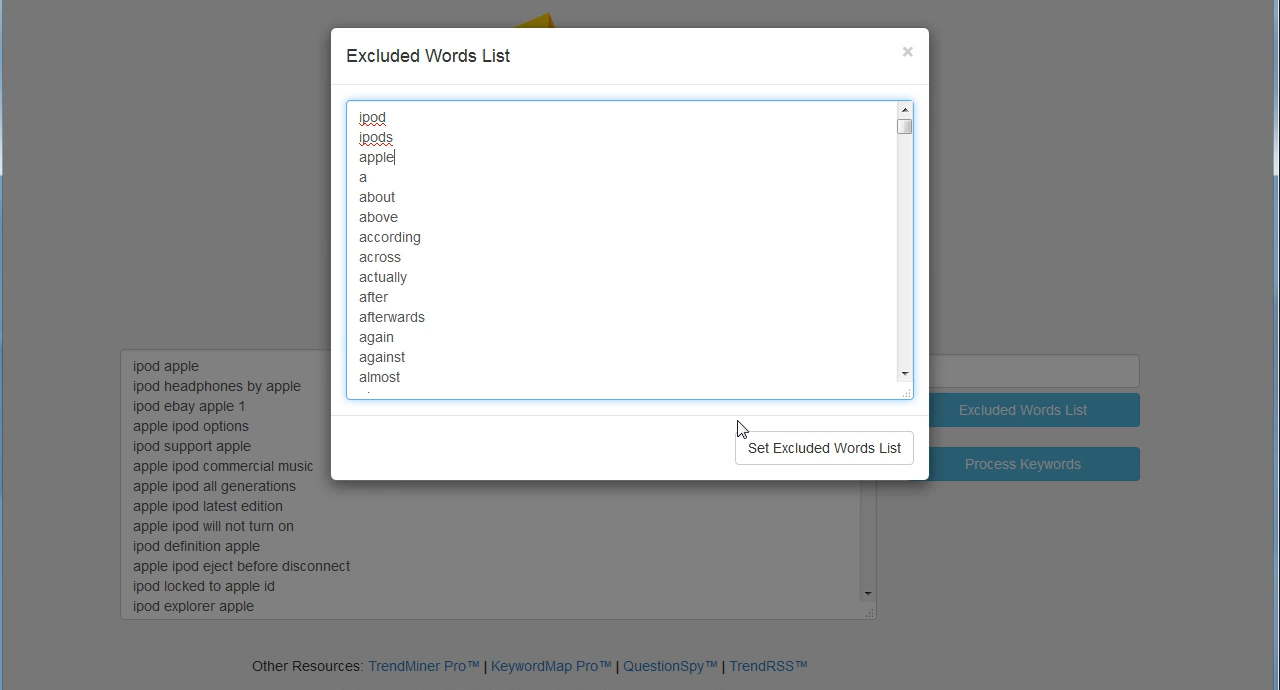 Excluded Words List
×
ipod
ipods
apple
a
about
above
according
across
actually
after
afterwards
again
against
almost
Set Excluded Words List
ipod apple
ipod headphones by apple
ipod ebay apple 1
apple ipod options
ipod support apple
apple ipod commercial music
apple ipod all generations
apple ipod latest edition
apple ipod will not turn on
ipod definition apple
apple ipod eject before disconnect
ipod locked to apple id
ipod explorer apple
Excluded Words List
Process Keywords
Other Resources: TrendMiner Pro™ | KeywordMap Pro™ | QuestionSpy™ | TrendRSS™